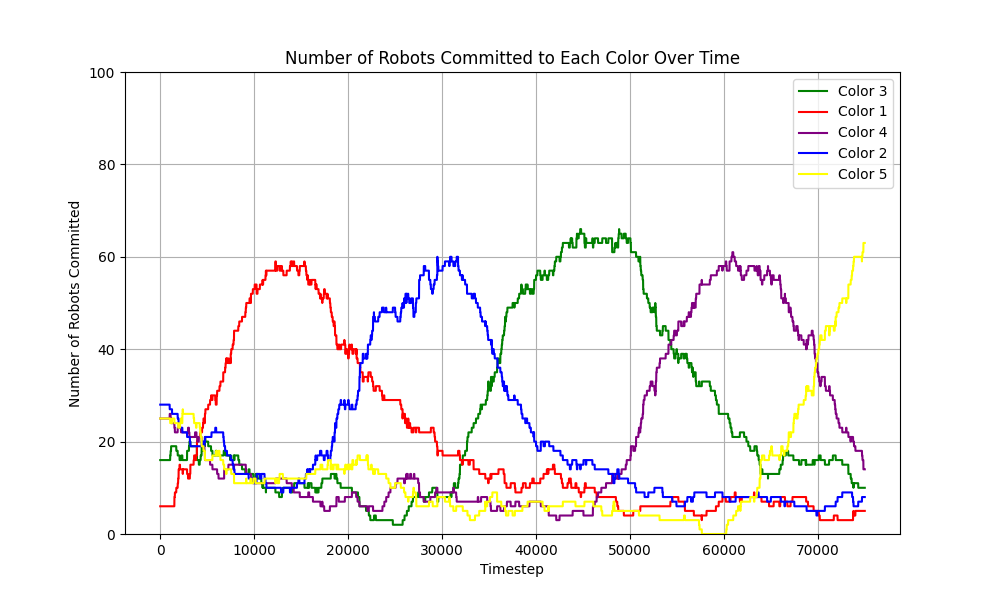 Number of Robots Committed to Each Color Over Time
Number of Robots Committed
100
80
60
40
20
0
Color 3
Color 1
Color 4
Color 2
Color 5
0 10000 20000 30000 40000 50000 60000 70000
Timestep